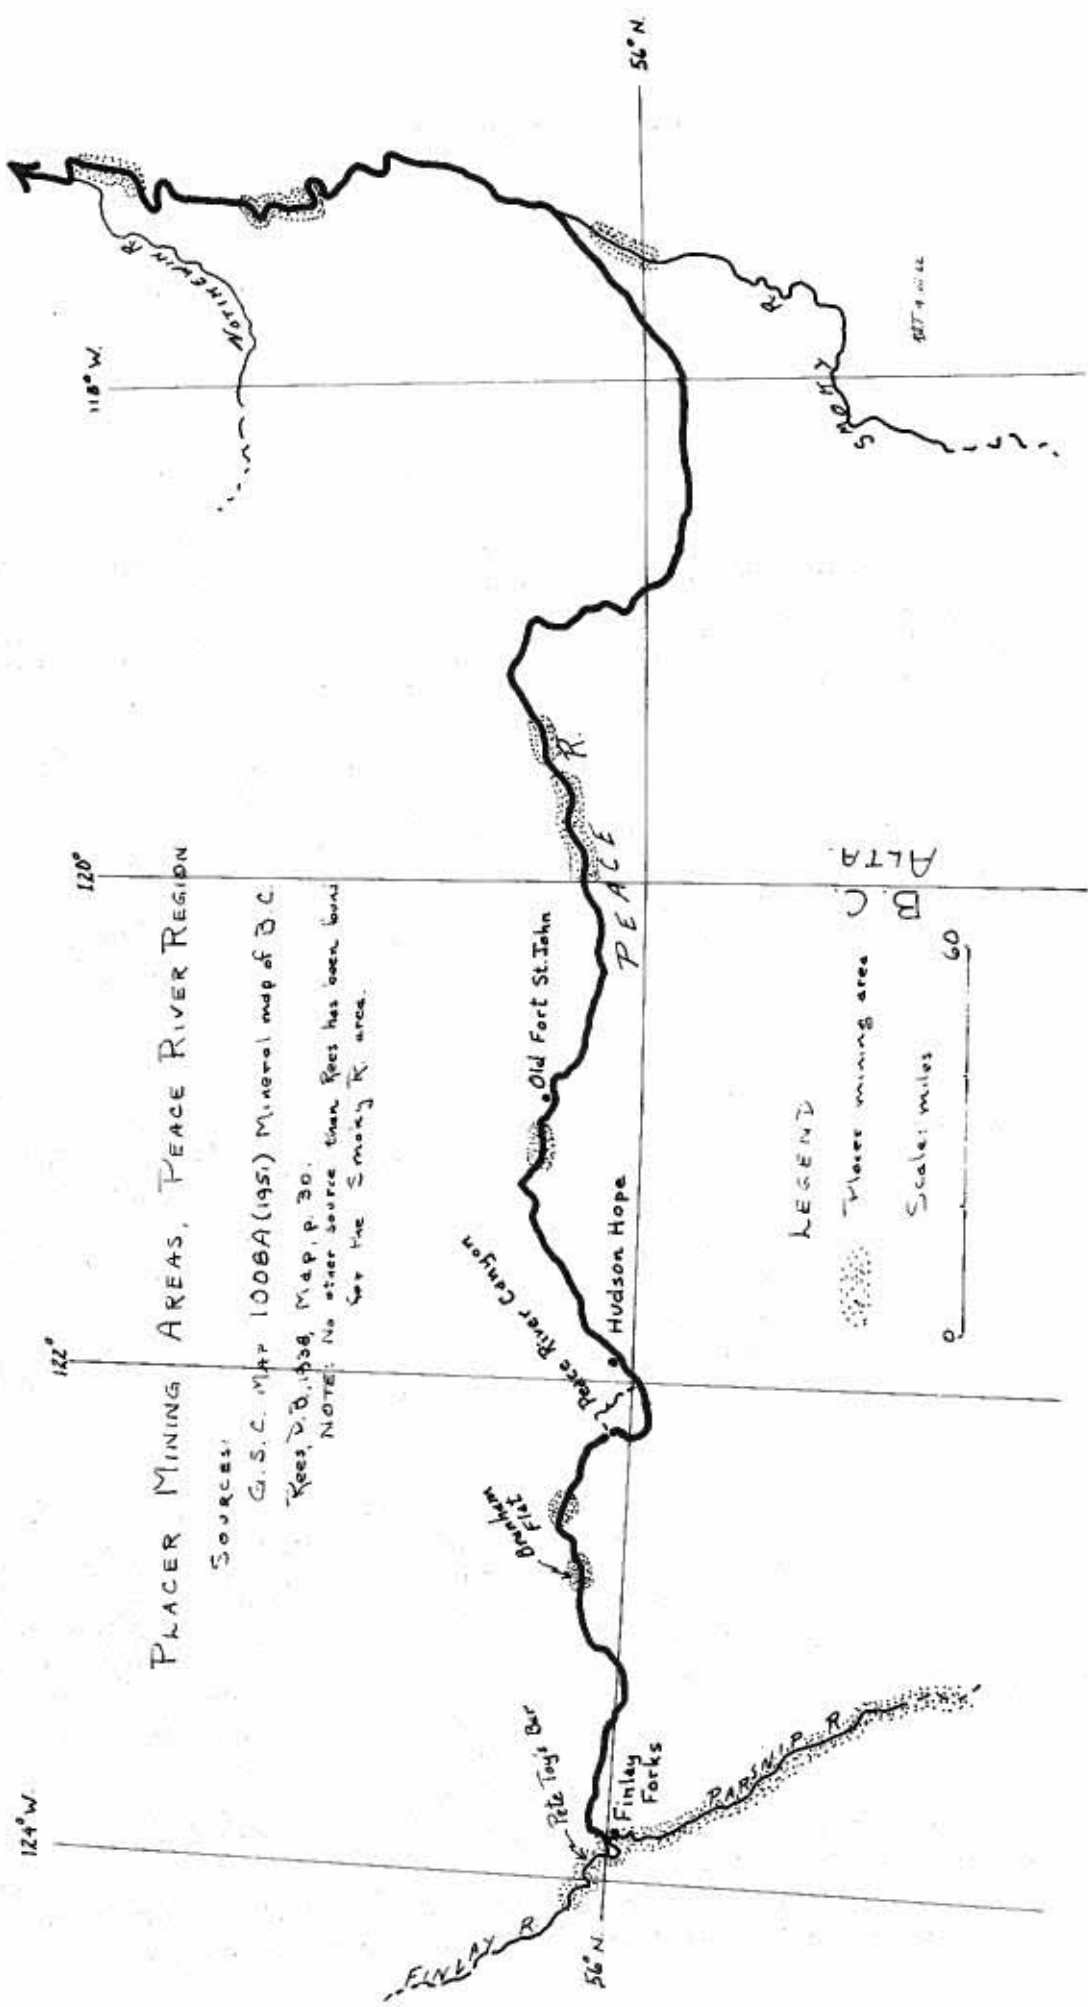 PLACER MINING AREAS, PEACE RIVER REGION
SOURCES:
G.S.C. MAP 1008A (1951) Mineral map of B.C.
Rees, D.B., 1938, Map, p. 30.
NOTE: No other source than Rees has been
for the Smoky R. area.
124° W.
122°
120°
118° W.
56° N.
56° N.
FINLAY R.
Pete Toy's Bar
Finlay
Forks
PARSNIP R.
Branham
Flat
Peace River Canyon
Hudson Hope
Old Fort St. John
PEACE R.
NOTIKEWIN R.
SMOKY R.
B.C.
ALTA.
LEGEND
Placer mining area
Scale: miles
0 60